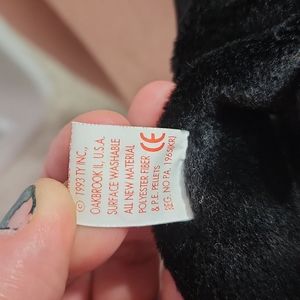 © 1993 TY INC.,
OAKBROOK IL, U.S.A.
SURFACE WASHABLE
ALL NEW MATERIAL
POLYESTER FIBER
& P.E. PELLETS
REG. NO PA. 1965(KR)
CE